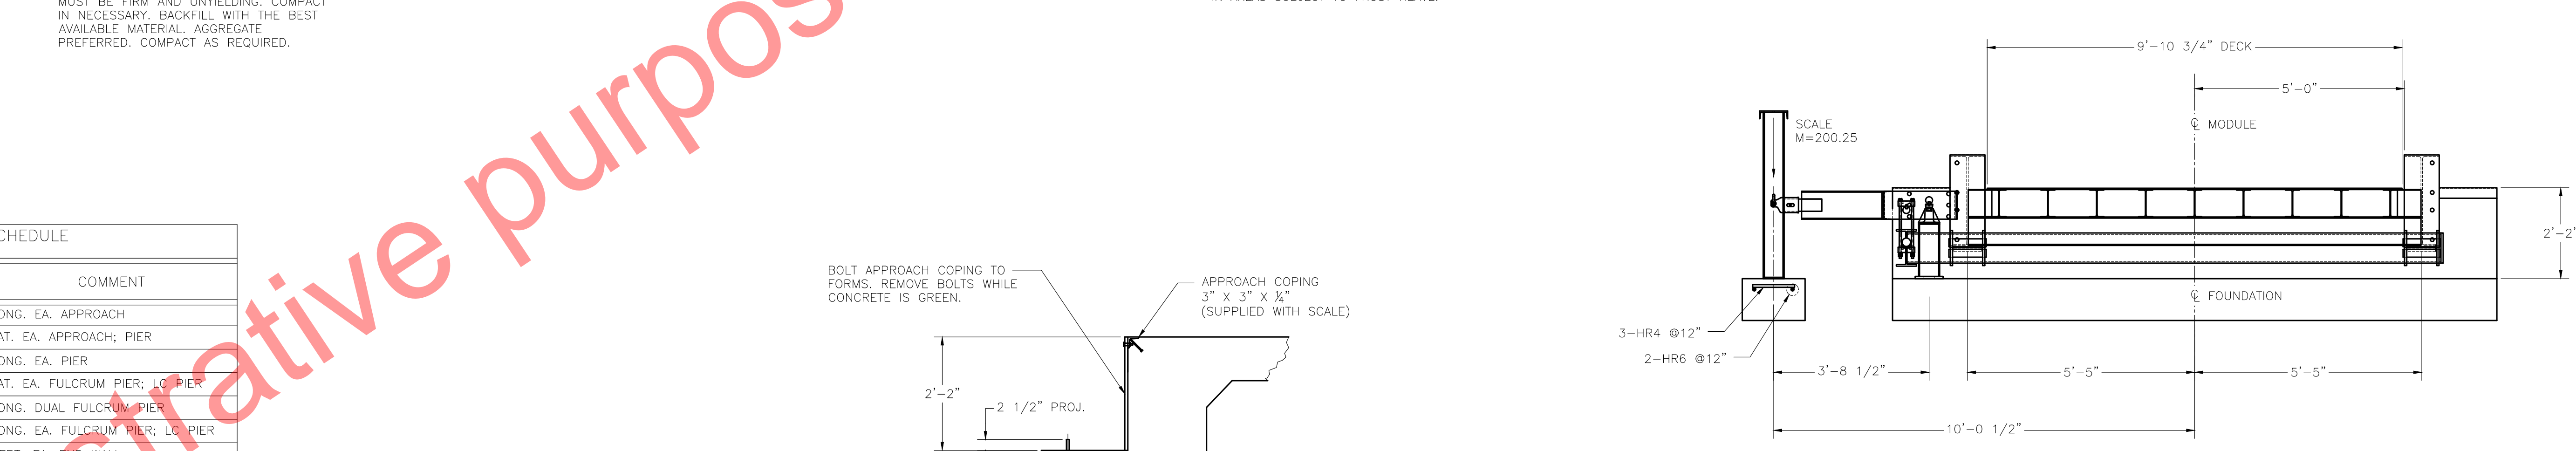 MUST BE FIRM AND UNYIELDING. COMPACT
IN NECESSARY. BACKFILL WITH THE BEST
AVAILABLE MATERIAL. AGGREGATE
PREFERRED. COMPACT AS REQUIRED.
strative purpos
CHEDULE
COMMENT
ONG. EA. APPROACH
AT. EA. APPROACH; PIER
ONG. EA. PIER
AT. EA. FULCRUM PIER; LC PIER
ONG. DUAL FULCRUM PIER
ONG. EA. FULCRUM PIER; LC PIER
BOLT APPROACH COPING TO
FORMS. REMOVE BOLTS WHILE
CONCRETE IS GREEN.
APPROACH COPING
3" X 3" X ¼"
(SUPPLIED WITH SCALE)
2'-2"
2 1/2" PROJ.
9'-10 3/4" DECK
5'-0"
SCALE
M=200.25
℄ MODULE
2'-2"
℄ FOUNDATION
3-HR4 @12"
2-HR6 @12"
3'-8 1/2"
5'-5"
5'-5"
10'-0 1/2"